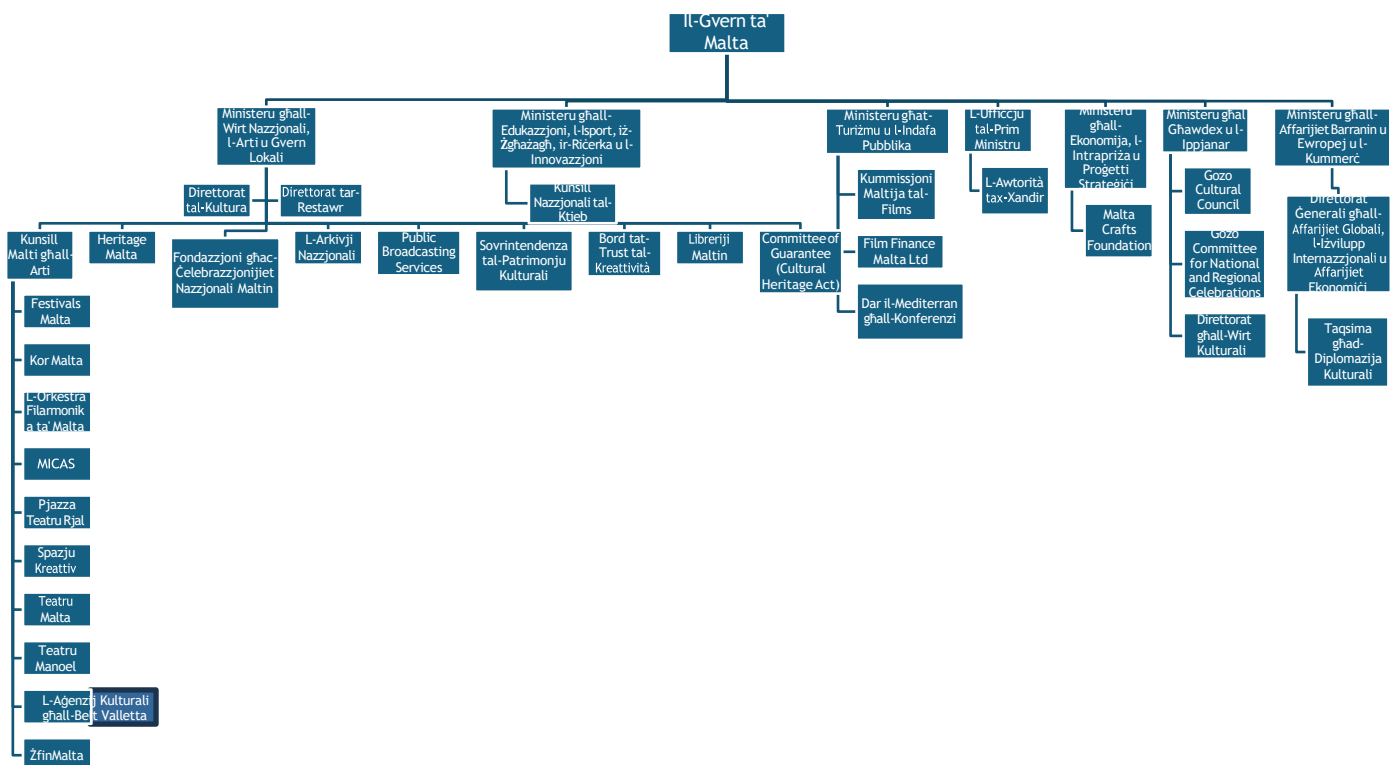 Il-Gvern ta'
Malta
Ministeru għall-
Wirt Nazzjonali,
l-Arti u Gvern
Lokali
Ministeru għall-
Edukazzjoni, l-Isport, iż-
Żgħażagħ, ir-Riċerka u l-
Innovazzjoni
Ministeru għat-
Turiżmu u l-Indafa
Pubblika
L-Uffiċċju
tal-Prim
Ministru
Ministeru
għall-
Ekonomija, l-
Intrapriża u
Proġetti
Strateġiċi
Ministeru għal
Għawdex u l-
Ippjanar
Ministeru għall-
Affarijiet Barranin u
Ewropej u l-
Kummerċ
Direttorat
tal-Kultura
Direttorat tar-
Restawr
Kunsill
Nazzjonali tal-
Ktieb
Kummissjoni
Maltija tal-
Films
L-Awtorità
tax-Xandir
Malta
Crafts
Foundation
Gozo
Cultural
Council
Direttorat
Ġenerali għall-
Affarijiet Globali,
l-Iżvilupp
Internazzjonali u
Affarijiet
Ekonomiċi
Kunsill
Malti għall-
Arti
Heritage
Malta
Fondazzjoni għaċ-
Ċelebrazzjonijiet
Nazzjonali Maltin
L-Arkivji
Nazzjonali
Public
Broadcasting
Services
Sovrintendenza
tal-Patrimonju
Kulturali
Bord tat-
Trust tal-
Kreattività
Libreriji
Maltin
Committee of
Guarantee
(Cultural
Heritage Act)
Film Finance
Malta Ltd
Gozo
Committee
for National
and Regional
Celebrations
Dar il-Mediterran
għall-Konferenzi
Direttorat
għall-Wirt
Kulturali
Taqsima
għad-
Diplomazija
Kulturali
Festivals
Malta
Kor Malta
L-Orkestra
Filarmonik
a ta' Malta
MICAS
Pjazza
Teatru Rjal
Spazju
Kreattiv
Teatru
Malta
Teatru
Manoel
L-Aġenzij Kulturali
għall-Belt Valletta
ŻfinMalta